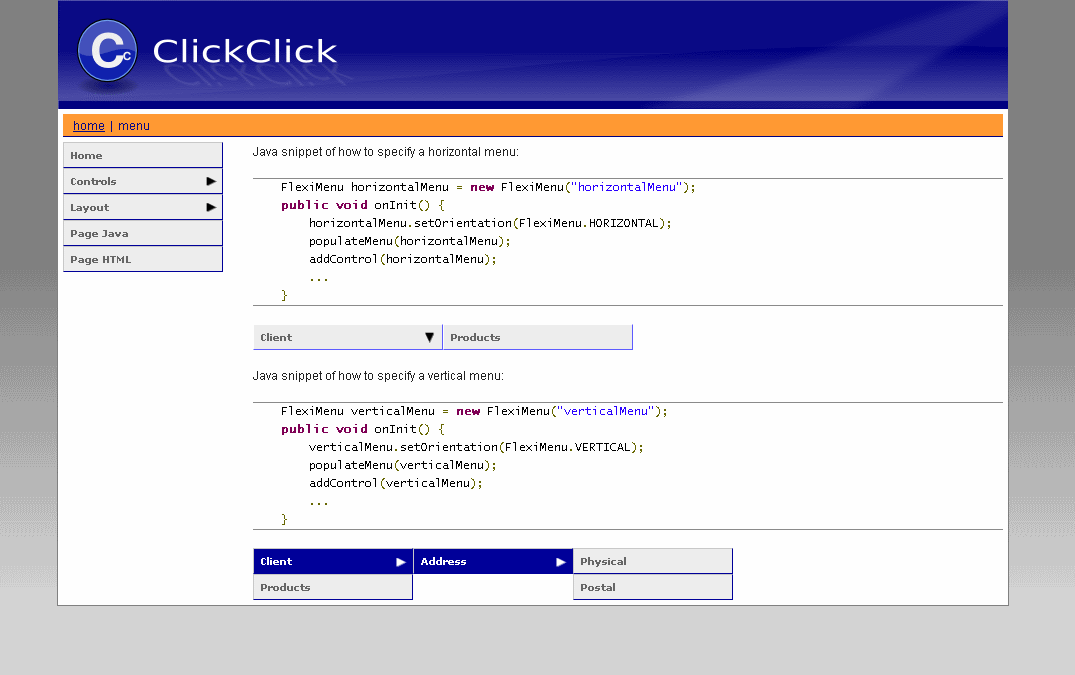 Cc ClickClick
home | menu
Home
Controls
Layout
Page Java
Page HTML
Java snippet of how to specify a horizontal menu:
FlexiMenu horizontalMenu = new FlexiMenu("horizontalMenu");
public void onInit() {
horizontalMenu.setOrientation(FlexiMenu.HORIZONTAL);
populateMenu(horizontalMenu);
addControl(horizontalMenu);
...
}
Client Products
Java snippet of how to specify a vertical menu:
FlexiMenu verticalMenu = new FlexiMenu("verticalMenu");
public void onInit() {
verticalMenu.setOrientation(FlexiMenu.VERTICAL);
populateMenu(verticalMenu);
addControl(verticalMenu);
...
}
Client Address Physical
Products Postal